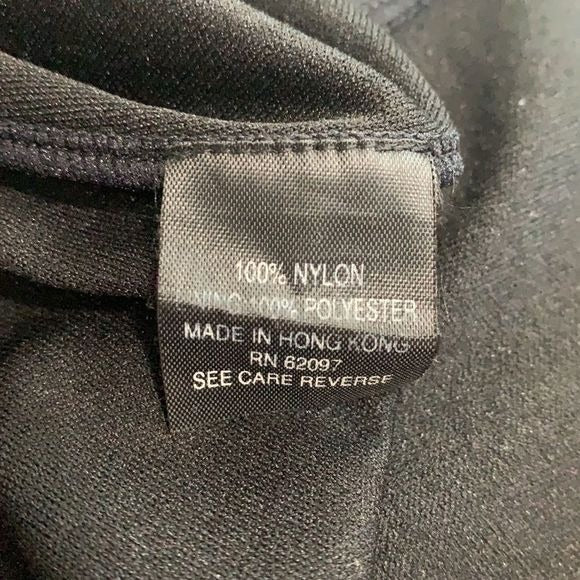 100% NYLON
100% POLYESTER
MADE IN HONG KONG
RN 62097
SEE CARE REVERSE